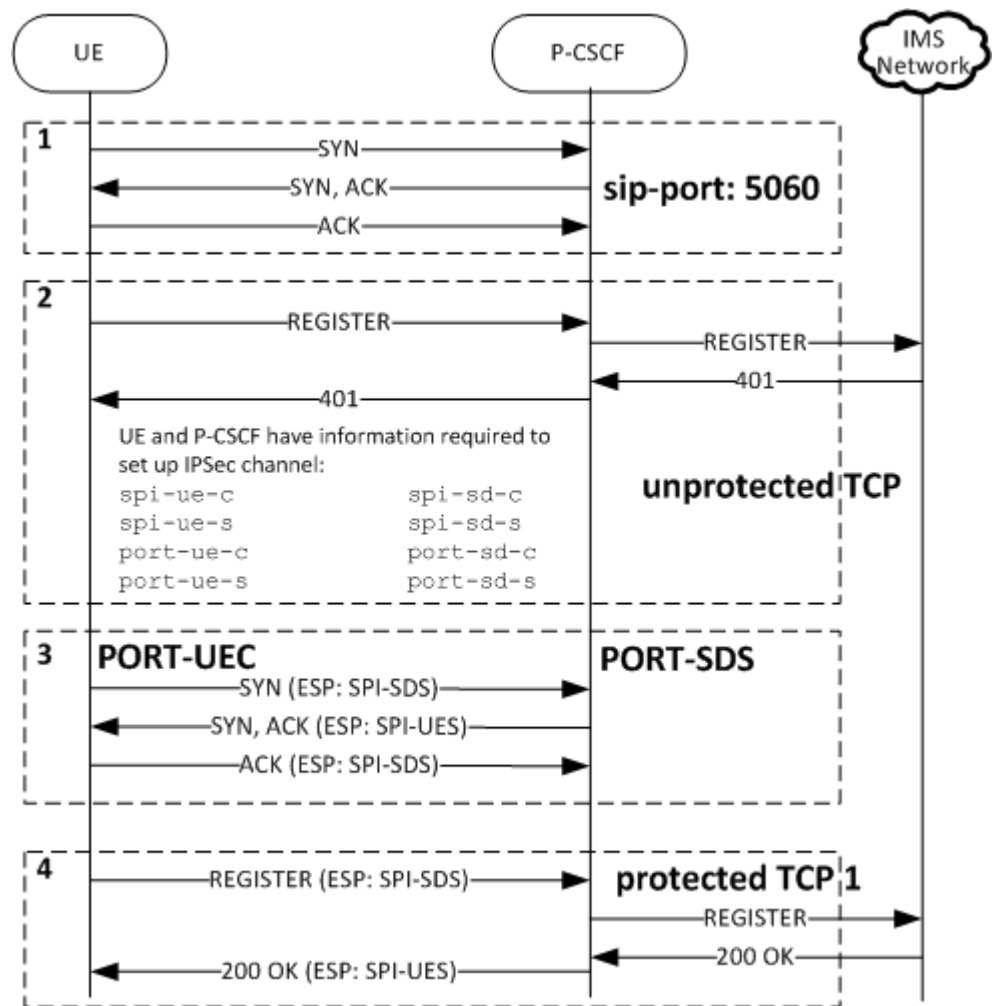 UE
P-CSCF
IMS
Network
1
SYN
SYN, ACK
sip-port: 5060
ACK
2
REGISTER
REGISTER
401
401
UE and P-CSCF have information required to
set up IPSec channel:
spi-ue-c spi-sd-c
spi-ue-s spi-sd-s
port-ue-c port-sd-c
port-ue-s port-sd-s
unprotected TCP
3 PORT-UEC PORT-SDS
SYN (ESP: SPI-SDS)
SYN, ACK (ESP: SPI-UES)
ACK (ESP: SPI-SDS)
4
REGISTER (ESP: SPI-SDS)
protected TCP 1
REGISTER
200 OK
200 OK (ESP: SPI-UES)